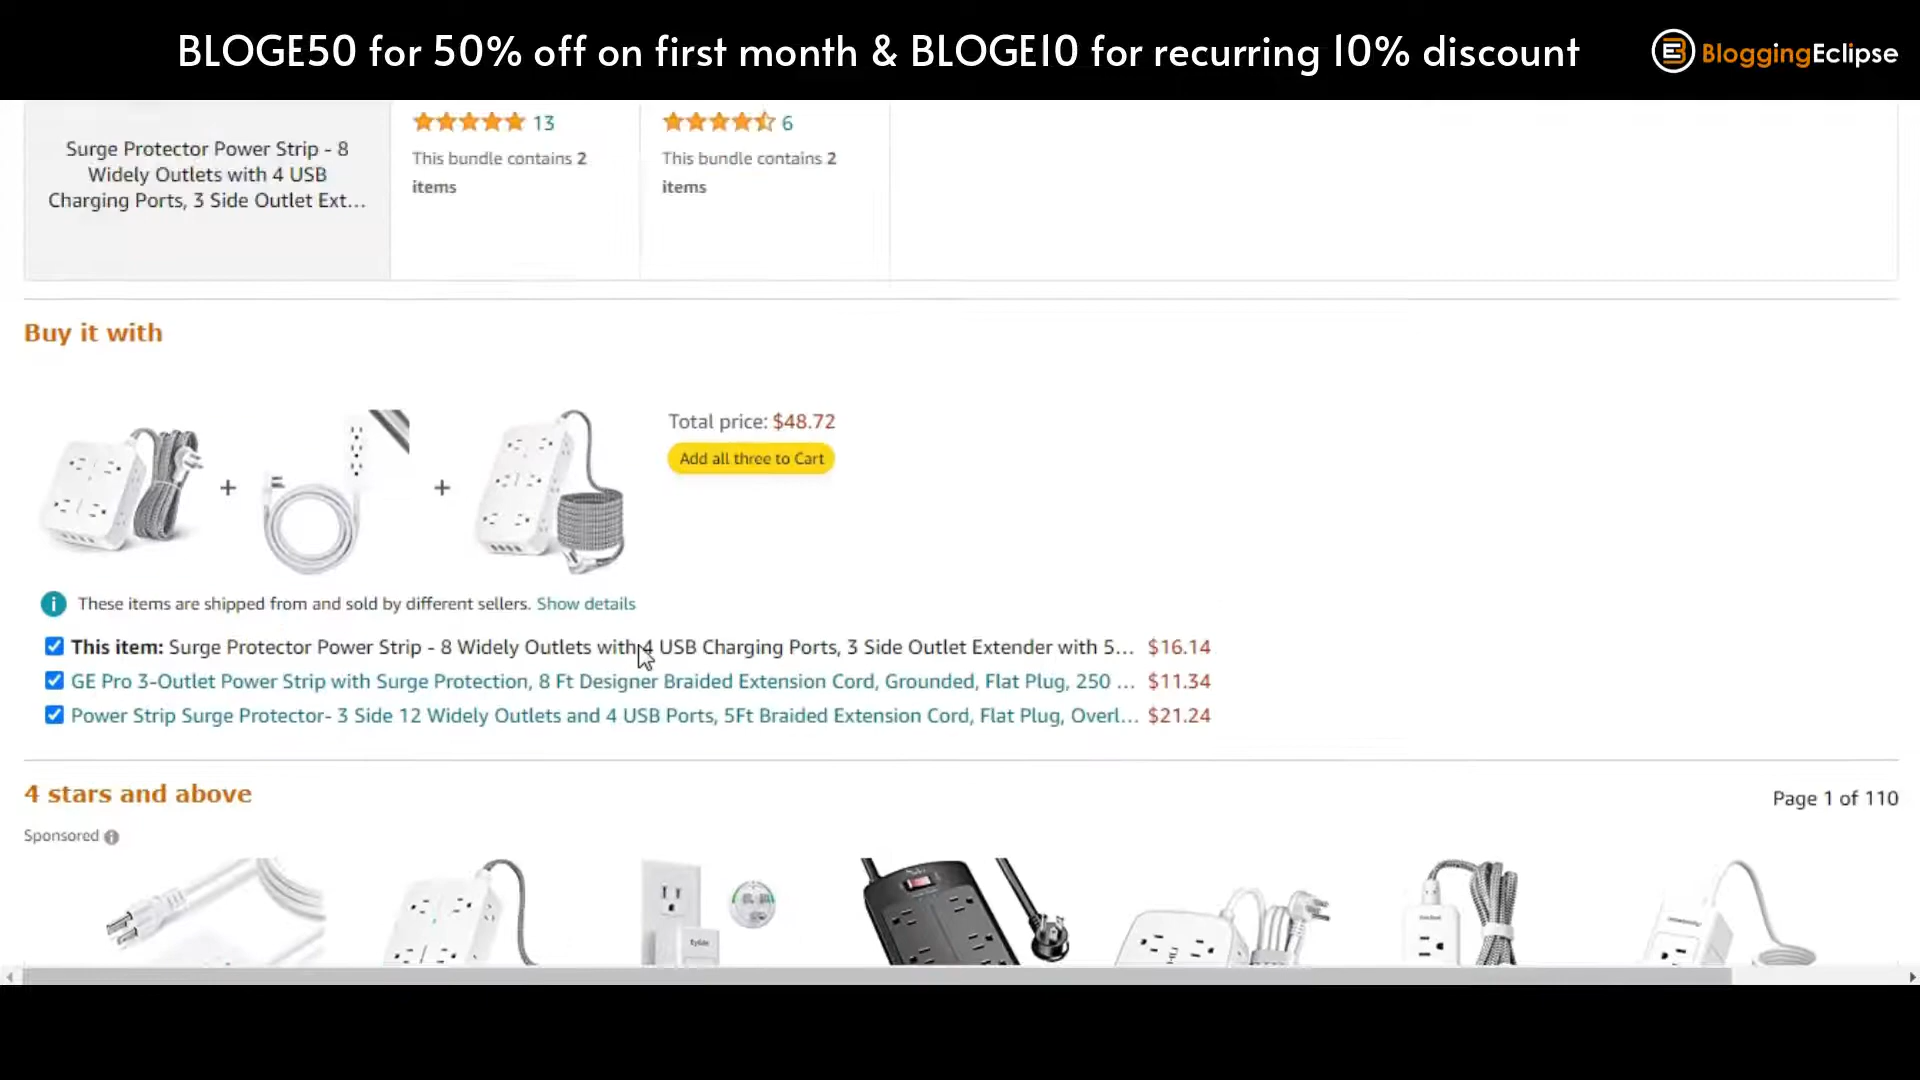 BLOGE50 for 50% off on first month & BLOGE10 for recurring 10% discount
BloggingEclipse
Surge Protector Power Strip - 8
Widely Outlets with 4 USB
Charging Ports, 3 Side Outlet Ext...
13
This bundle contains 2
items
6
This bundle contains 2
items
Buy it with
+
+
Total price: $48.72
Add all three to Cart
These items are shipped from and sold by different sellers. Show details
This item: Surge Protector Power Strip - 8 Widely Outlets with 4 USB Charging Ports, 3 Side Outlet Extender with 5... $16.14
GE Pro 3-Outlet Power Strip with Surge Protection, 8 Ft Designer Braided Extension Cord, Grounded, Flat Plug, 250 ... $11.34
Power Strip Surge Protector- 3 Side 12 Widely Outlets and 4 USB Ports, 5Ft Braided Extension Cord, Flat Plug, Overl... $21.24
4 stars and above
Page 1 of 110
Sponsored